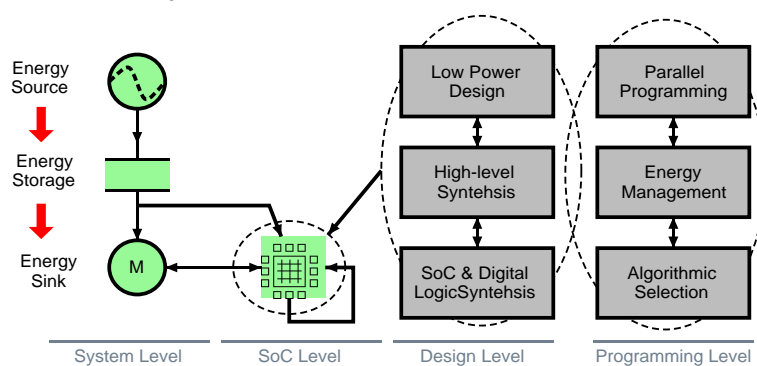 Energy
Source
Energy
Storage
Energy
Sink
M
Low Power
Design
High-level
Syntehsis
SoC & Digital
LogicSyntehsis
Parallel
Programming
Energy
Management
Algorithmic
Selection
System Level
SoC Level
Design Level
Programming Level